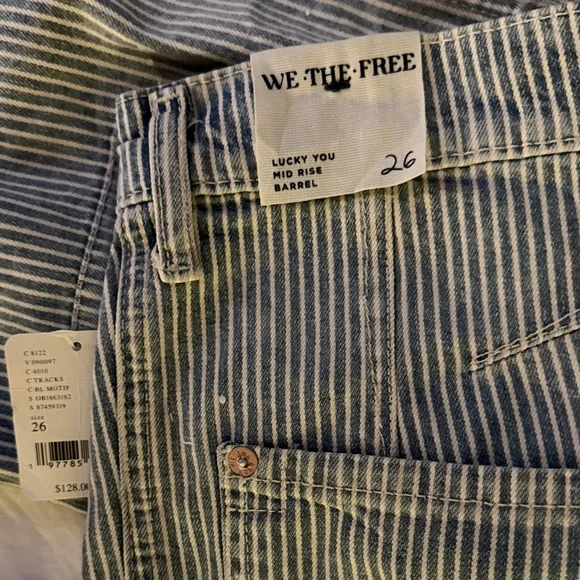 WE·THE·FREE
LUCKY YOU
MID RISE
BARREL
26
C 8122
V 090097
C 4010
C TRACKS
C BL MOTIF
S OB1863182
S 87459319
size
26
97785
$128.00